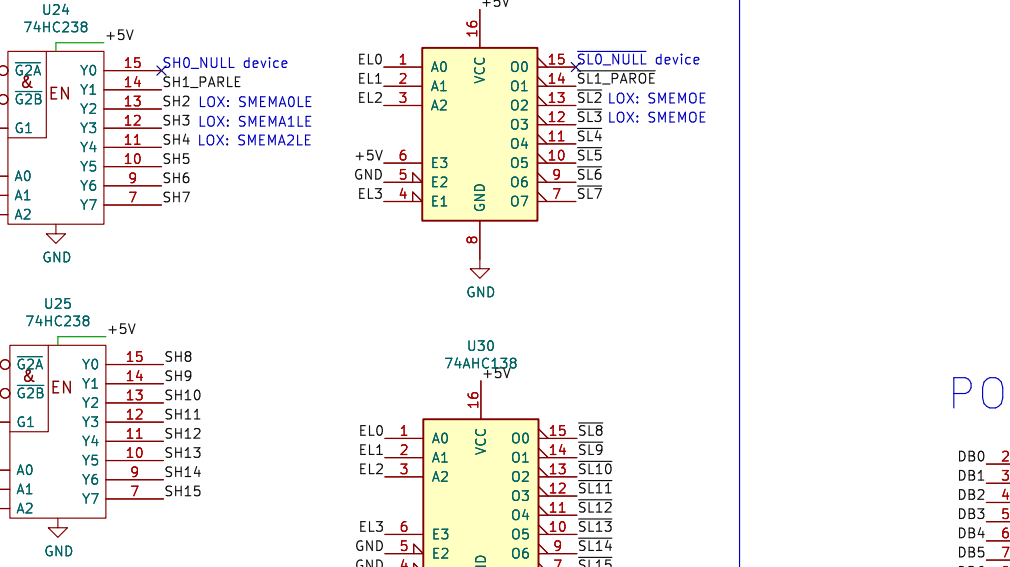 U24
74HC238
+5V
G2A
&
G2B
EN
G1
A0
A1
A2
Y0 15 SH0_NULL device
Y1 14 SH1_PARLE
Y2 13 SH2 LOX: SMEMA0LE
Y3 12 SH3 LOX: SMEMA1LE
Y4 11 SH4 LOX: SMEMA2LE
Y5 10 SH5
Y6 9 SH6
Y7 7 SH7
GND
+5V
16
VCC
EL0 1 A0
EL1 2 A1
EL2 3 A2
+5V 6 E3
GND 5 E2
EL3 4 E1
O0 15 SL0_NULL device
O1 14 SL1_PAROE
O2 13 SL2 LOX: SMEMOE
O3 12 SL3 LOX: SMEMOE
O4 11 SL4
O5 10 SL5
O6 9 SL6
O7 7 SL7
GND
8
GND
U25
74HC238
+5V
G2A
&
G2B
EN
G1
A0
A1
A2
Y0 15 SH8
Y1 14 SH9
Y2 13 SH10
Y3 12 SH11
Y4 11 SH12
Y5 10 SH13
Y6 9 SH14
Y7 7 SH15
GND
U30
74AHC138
+5V
16
VCC
EL0 1 A0
EL1 2 A1
EL2 3 A2
EL3 6 E3
GND 5 E2
GND 4
O0 15 SL8
O1 14 SL9
O2 13 SL10
O3 12 SL11
O4 11 SL12
O5 10 SL13
O6 9 SL14
7 SL15
PO
DB0 2
DB1 3
DB2 4
DB3 5
DB4 6
DB5 7